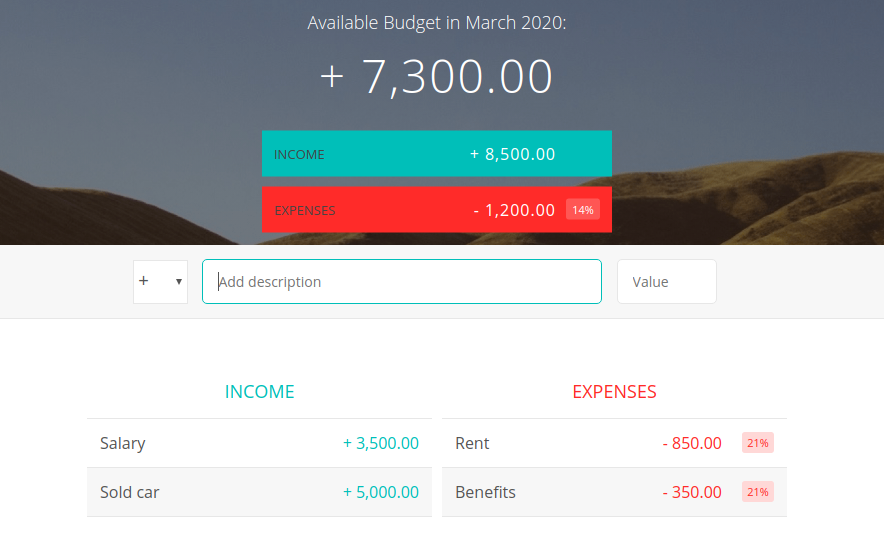 Available Budget in March 2020:
+ 7,300.00
INCOME + 8,500.00
EXPENSES - 1,200.00 14%
+ ▼ Add description Value
INCOME
Salary + 3,500.00
Sold car + 5,000.00
EXPENSES
Rent - 850.00 21%
Benefits - 350.00 21%